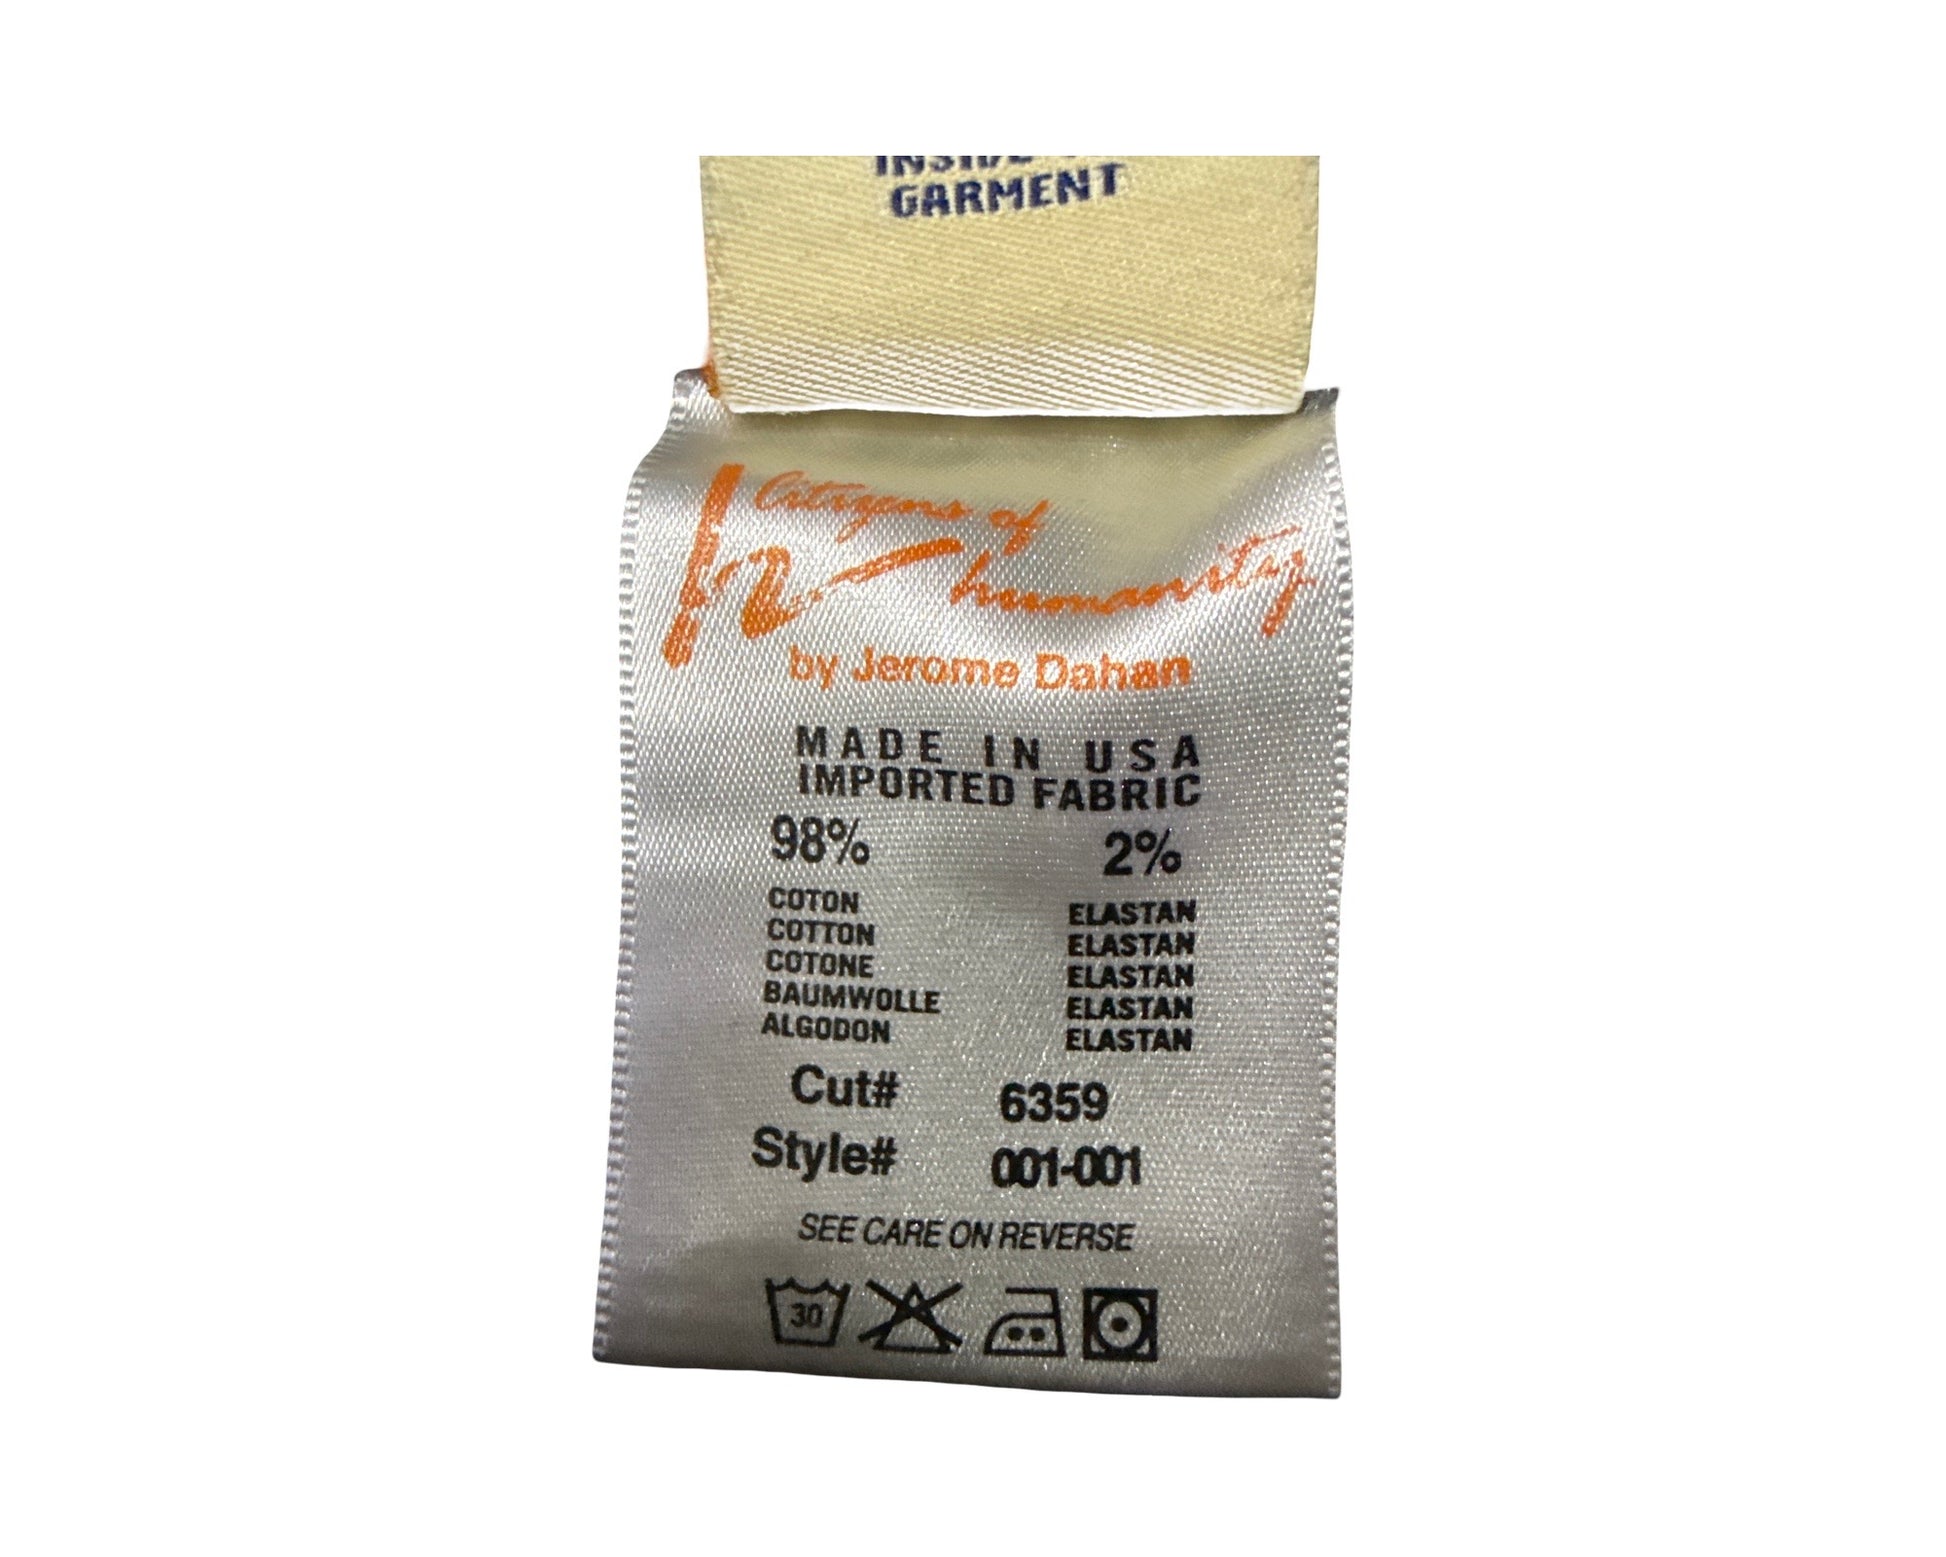 INSIDE
GARMENT
Citizens of
humanity
by Jerome Dahan
MADE IN USA
IMPORTED FABRIC
98% 2%
COTON ELASTAN
COTTON ELASTAN
COTONE ELASTAN
BAUMWOLLE ELASTAN
ALGODON ELASTAN
Cut# 6359
Style# 001-001
SEE CARE ON REVERSE
30